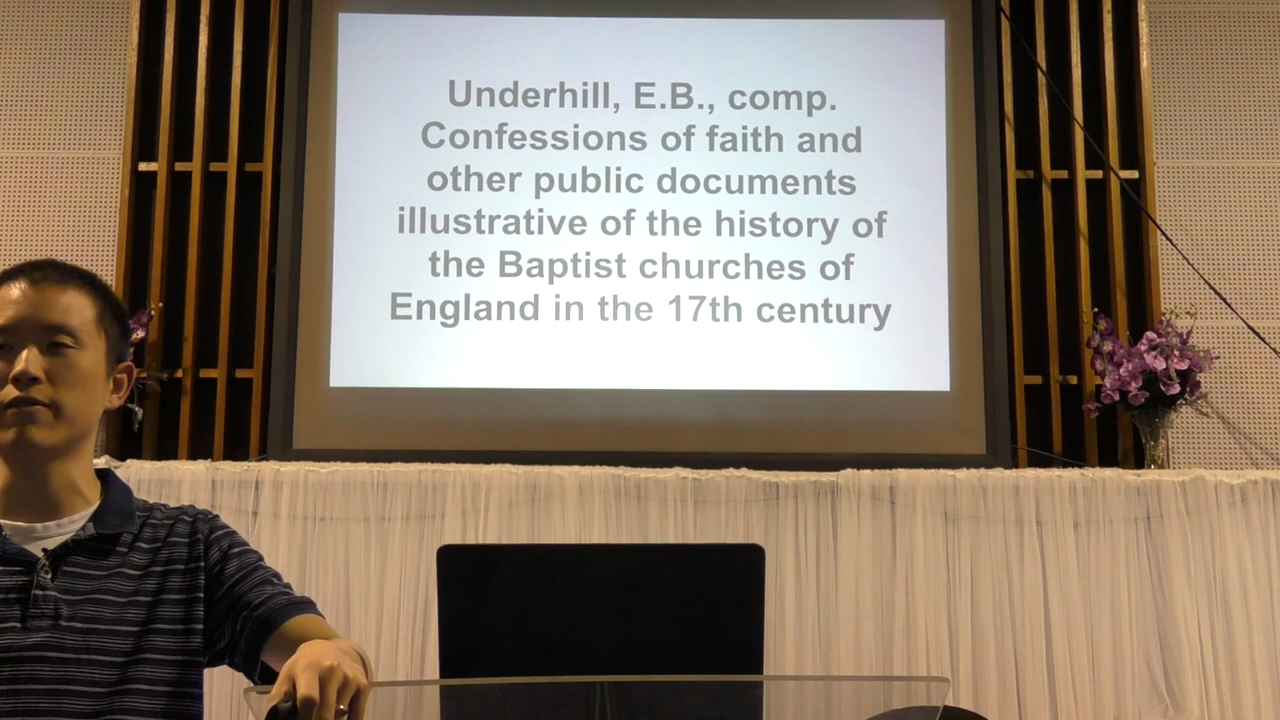 Underhill, E.B., comp.
Confessions of faith and
other public documents
illustrative of the history of
the Baptist churches of
England in the 17th century